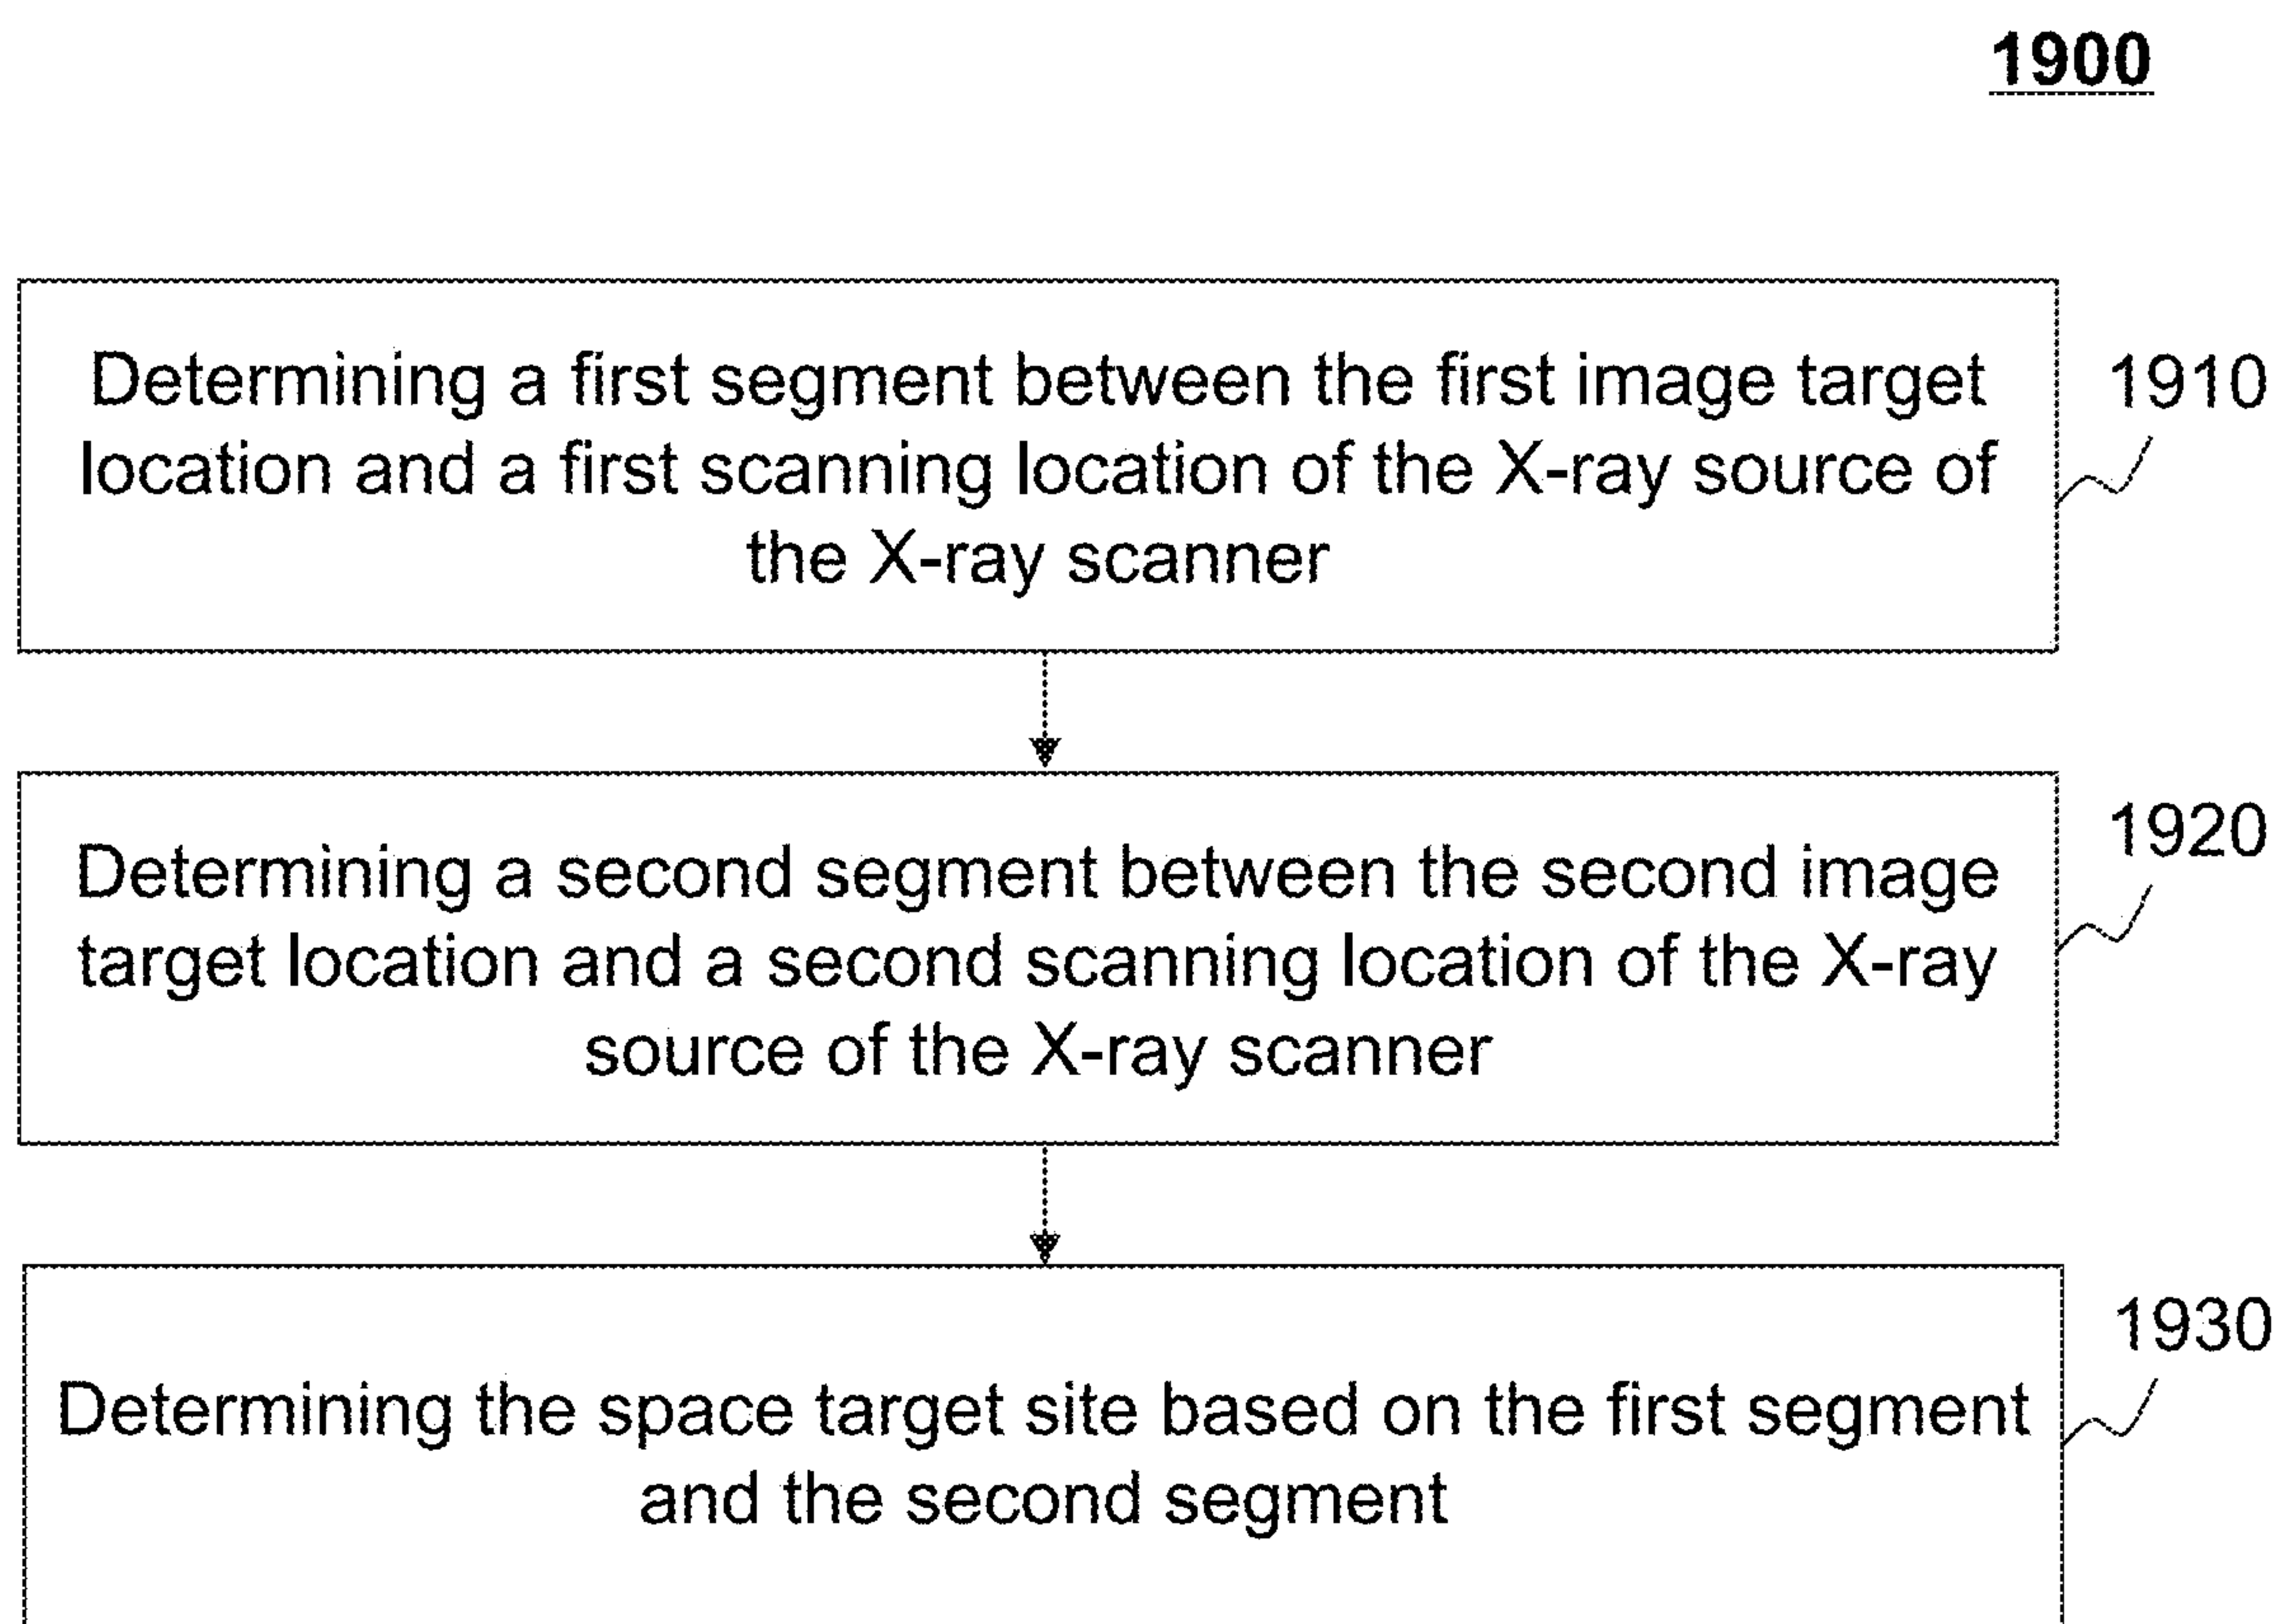 1900
Determining a first segment between the first image target
location and a first scanning location of the X-ray source of
the X-ray scanner
1910
Determining a second segment between the second image
target location and a second scanning location of the X-ray
source of the X-ray scanner
1920
Determining the space target site based on the first segment
and the second segment
1930